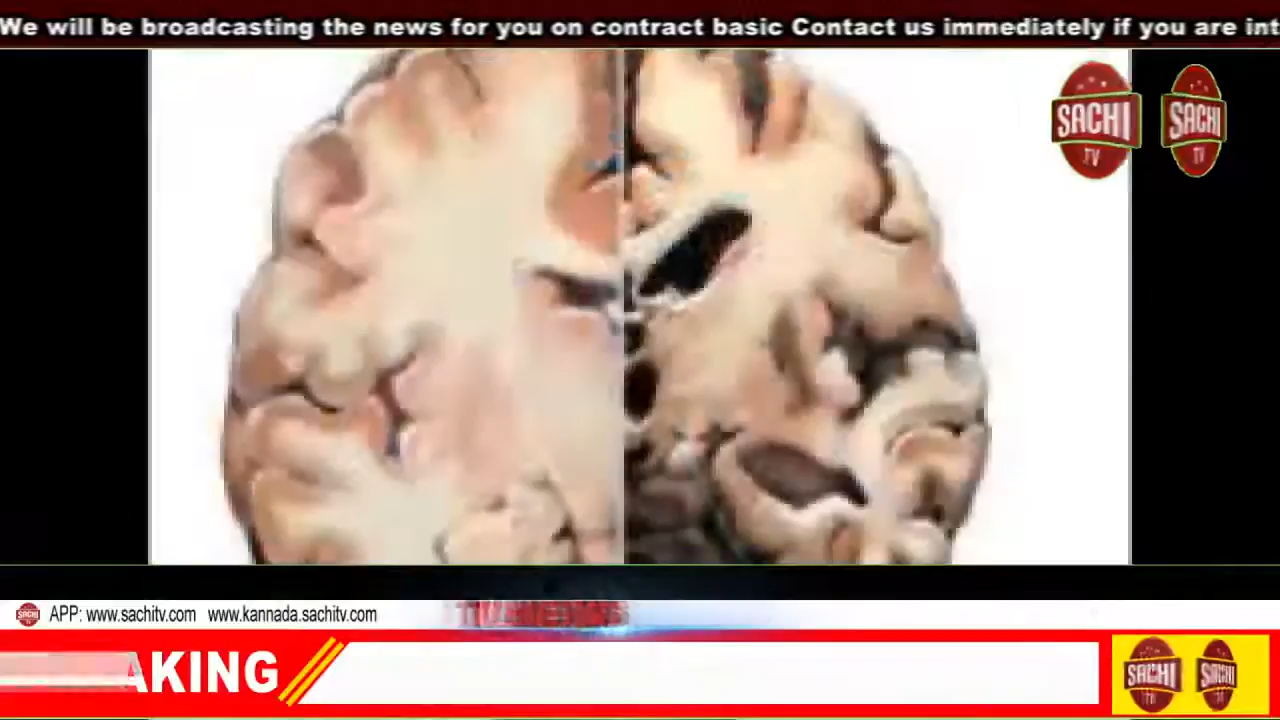 We will be broadcasting the news for you on contract basic Contact us immediately if you are int
SACHI TV SACHI TV
APP: www.sachitv.com www.kannada.sachitv.com
AKING
SACHI TV SACHI TV